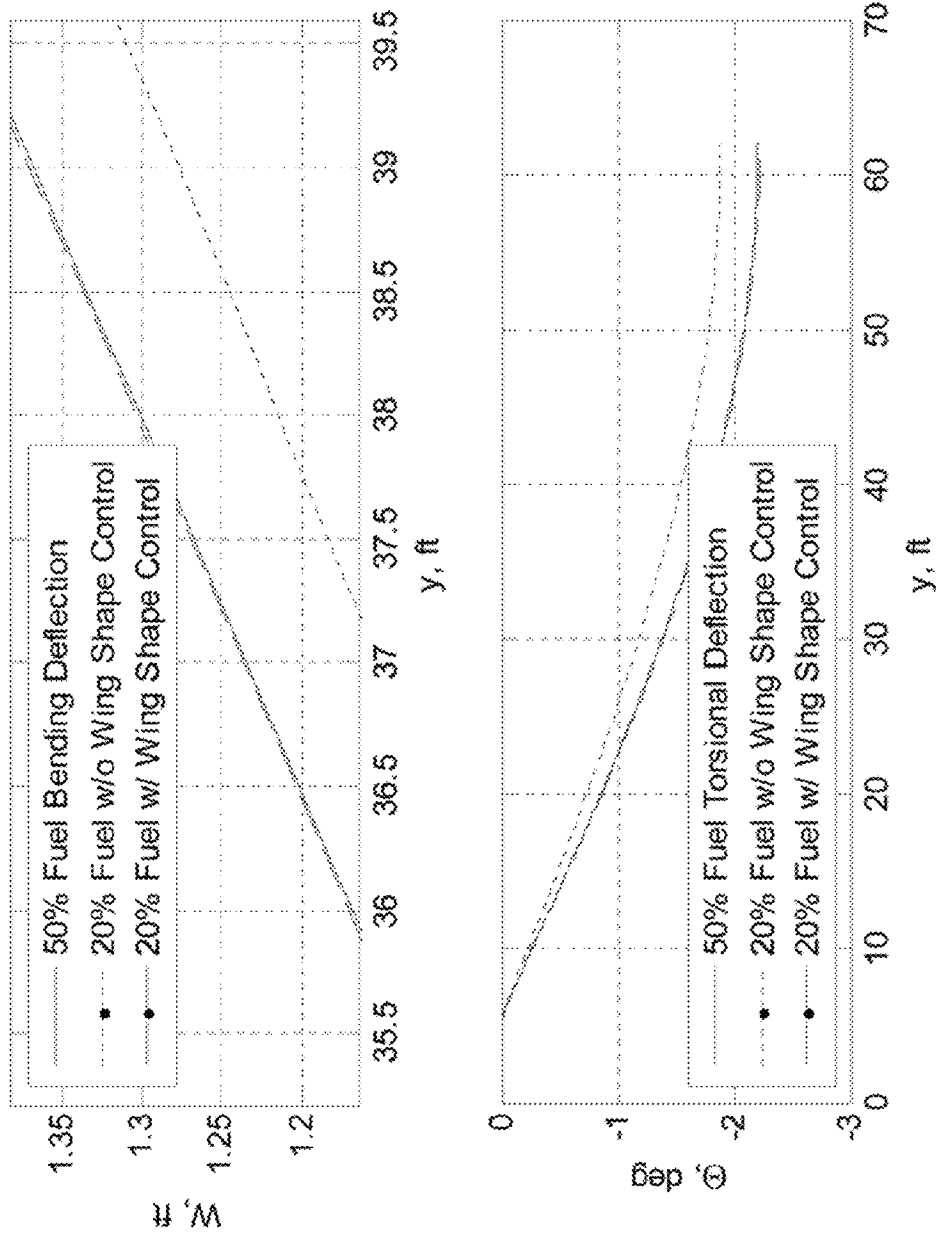 1.35
1.3
1.25
1.2
W, ft
50% Fuel Bending Deflection
20% Fuel w/o Wing Shape Control
20% Fuel w/ Wing Shape Control
35.5
36
36.5
37
37.5
38
38.5
39
39.5
y, ft
0
-1
-2
-3
Θ, deg
50% Fuel Torsional Deflection
20% Fuel w/o Wing Shape Control
20% Fuel w/ Wing Shape Control
0
10
20
30
40
50
60
70
y, ft